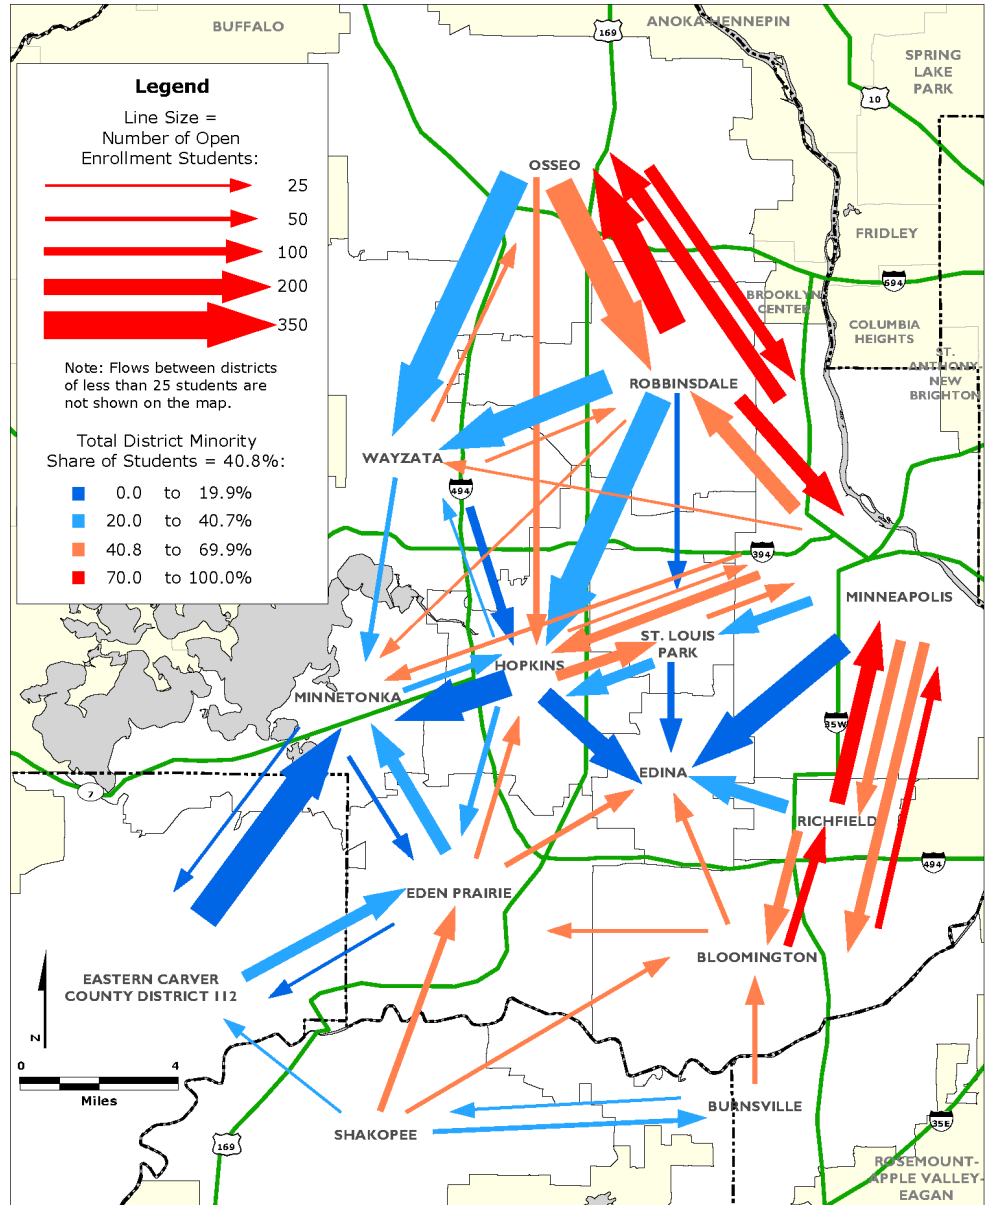 BUFFALO
ANOKA-HENNEPIN
169
SPRING
LAKE
PARK
10
Legend
Line Size =
Number of Open
Enrollment Students:
25
50
100
200
350
Note: Flows between districts
of less than 25 students are
not shown on the map.
Total District Minority
Share of Students = 40.8%:
0.0 to 19.9%
20.0 to 40.7%
40.8 to 69.9%
70.0 to 100.0%
OSSEO
FRIDLEY
694
BROOKLYN
CENTER
COLUMBIA
HEIGHTS
ST.
ANTHONY-
NEW
BRIGHTON
ROBBINSDALE
WAYZATA
494
394
MINNEAPOLIS
ST. LOUIS
PARK
HOPKINS
MINNETONKA
35W
EDINA
7
RICHFIELD
494
EDEN PRAIRIE
BLOOMINGTON
EASTERN CARVER
COUNTY DISTRICT 112
N
0 4
Miles
BURNSVILLE
SHAKOPEE
169
35E
ROSEMOUNT-
APPLE VALLEY-
EAGAN